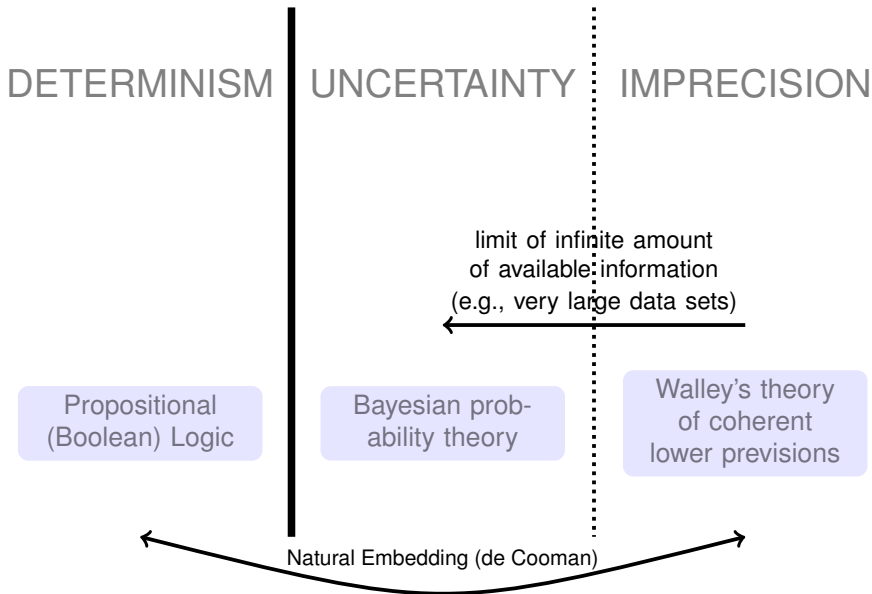 DETERMINISM UNCERTAINTY IMPRECISION
limit of infinite amount
of available information
(e.g., very large data sets)
Propositional
(Boolean) Logic
Bayesian prob-
ability theory
Walley's theory
of coherent
lower previsions
Natural Embedding (de Cooman)